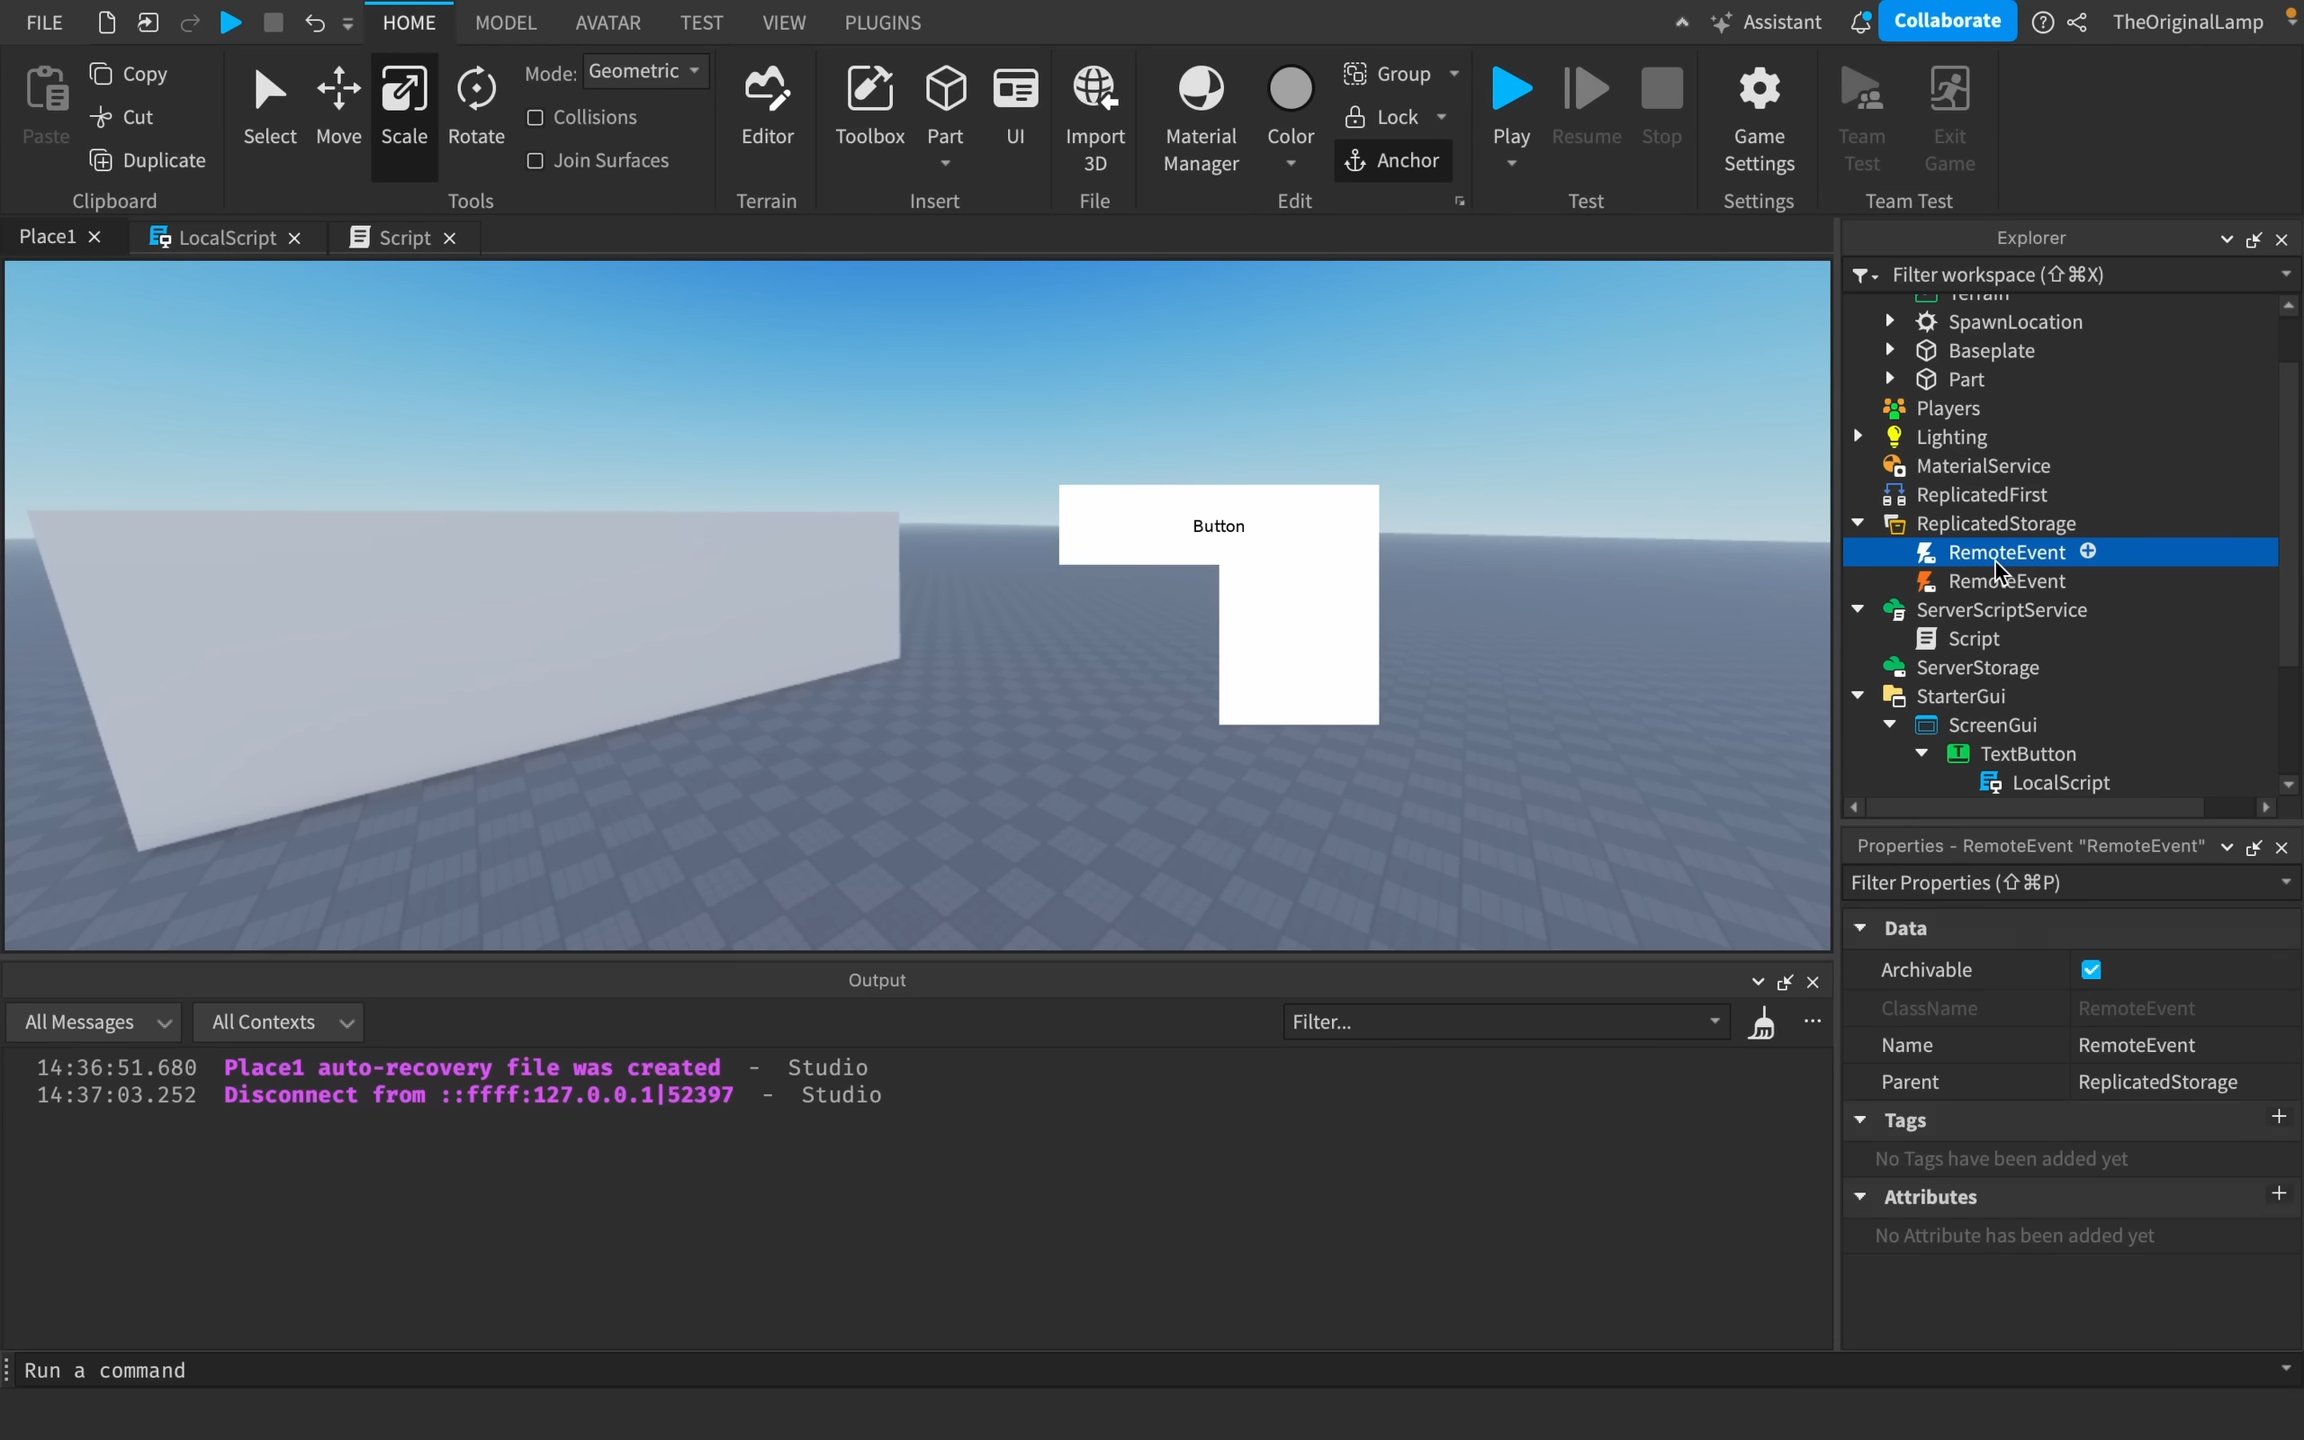 FILE
HOME
MODEL
AVATAR
TEST
VIEW
PLUGINS
Assistant
Collaborate
TheOriginalLamp
Paste
Copy
Cut
Duplicate
Clipboard
Select
Move
Scale
Rotate
Mode:
Geometric
Collisions
Join Surfaces
Tools
Editor
Terrain
Toolbox
Part
UI
Insert
Import
3D
File
Material
Manager
Color
Group
Lock
Anchor
Edit
Play
Resume
Stop
Test
Game
Settings
Settings
Team
Test
Exit
Game
Team Test
Place1
LocalScript
Script
Button
Explorer
Filter workspace (⇧⌘X)
Terrain
SpawnLocation
Baseplate
Part
Players
Lighting
MaterialService
ReplicatedFirst
ReplicatedStorage
RemoteEvent
RemoteEvent
ServerScriptService
Script
ServerStorage
StarterGui
ScreenGui
TextButton
LocalScript
Properties - RemoteEvent "RemoteEvent"
Filter Properties (⇧⌘P)
Data
Archivable
ClassName RemoteEvent
Name RemoteEvent
Parent ReplicatedStorage
Tags
No Tags have been added yet
Attributes
No Attribute has been added yet
Output
All Messages
All Contexts
Filter...
14:36:51.680 Place1 auto-recovery file was created - Studio
14:37:03.252 Disconnect from ::ffff:127.0.0.1|52397 - Studio
Run a command